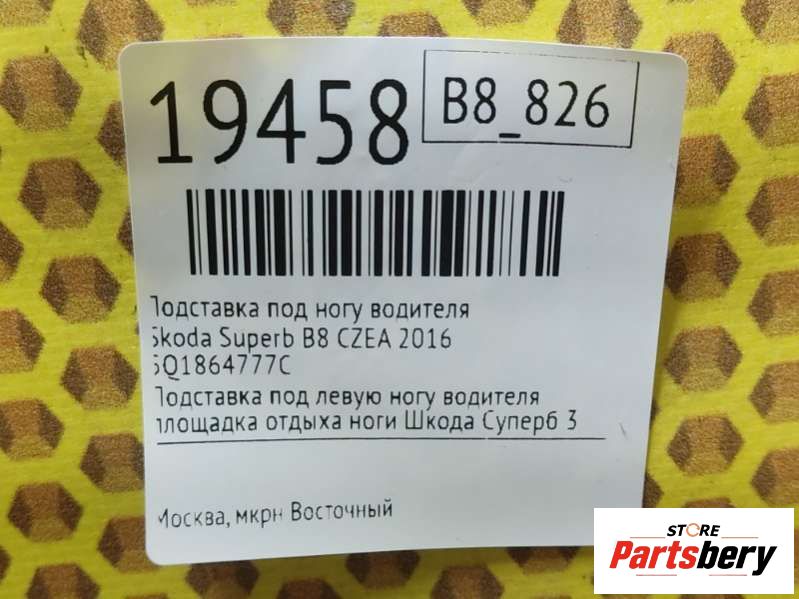 19458
B8_826
Подставка под ногу водителя
Skoda Superb B8 CZEA 2016
5Q1864777C
Подставка под левую ногу водителя
площадка отдыха ноги Шкода Суперб 3
Москва, мкрн Восточный
STORE
Partsbery